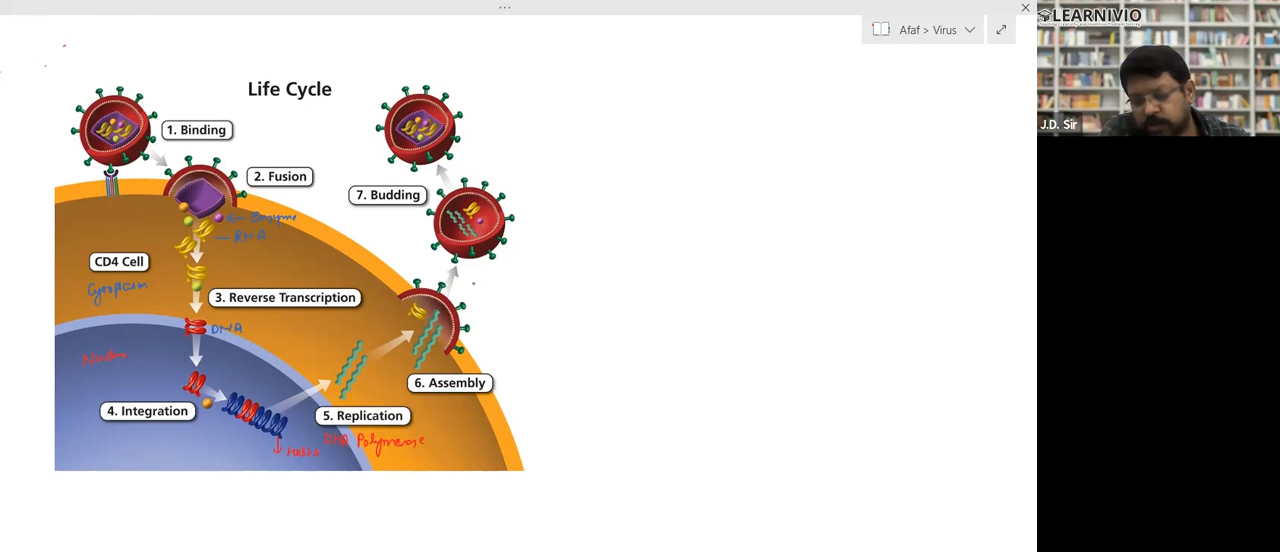 LEARNIVIO
Afaf > Virus
J.D. Sir
Life Cycle
1. Binding
2. Fusion
7. Budding
Enzyme
RNA
CD4 Cell
Cytoplasm
3. Reverse Transcription
DNA
6. Assembly
4. Integration
5. Replication
Polymerase